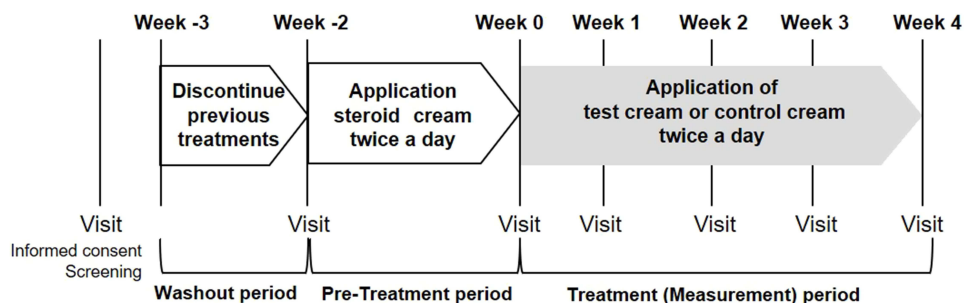 Week -3 Week -2 Week 0 Week 1 Week 2 Week 3 Week 4
Discontinue
previous
treatments
Application
steroid cream
twice a day
Application of
test cream or control cream
twice a day
Visit Visit Visit Visit Visit Visit Visit
Informed consent
Screening
Washout period Pre-Treatment period Treatment (Measurement) period